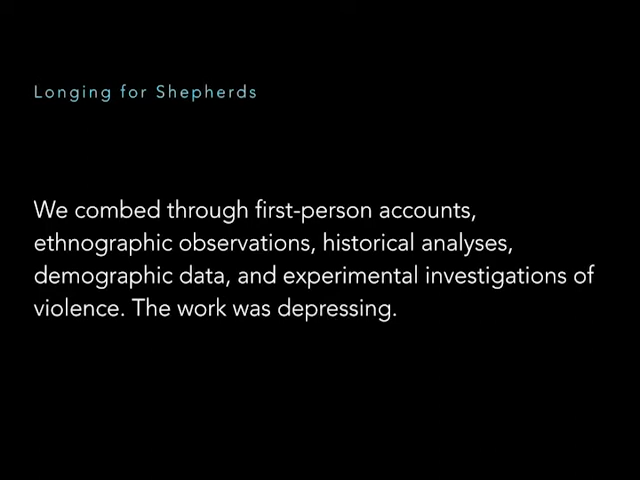 Longing for Shepherds
We combed through first-person accounts,
ethnographic observations, historical analyses,
demographic data, and experimental investigations of
violence. The work was depressing.